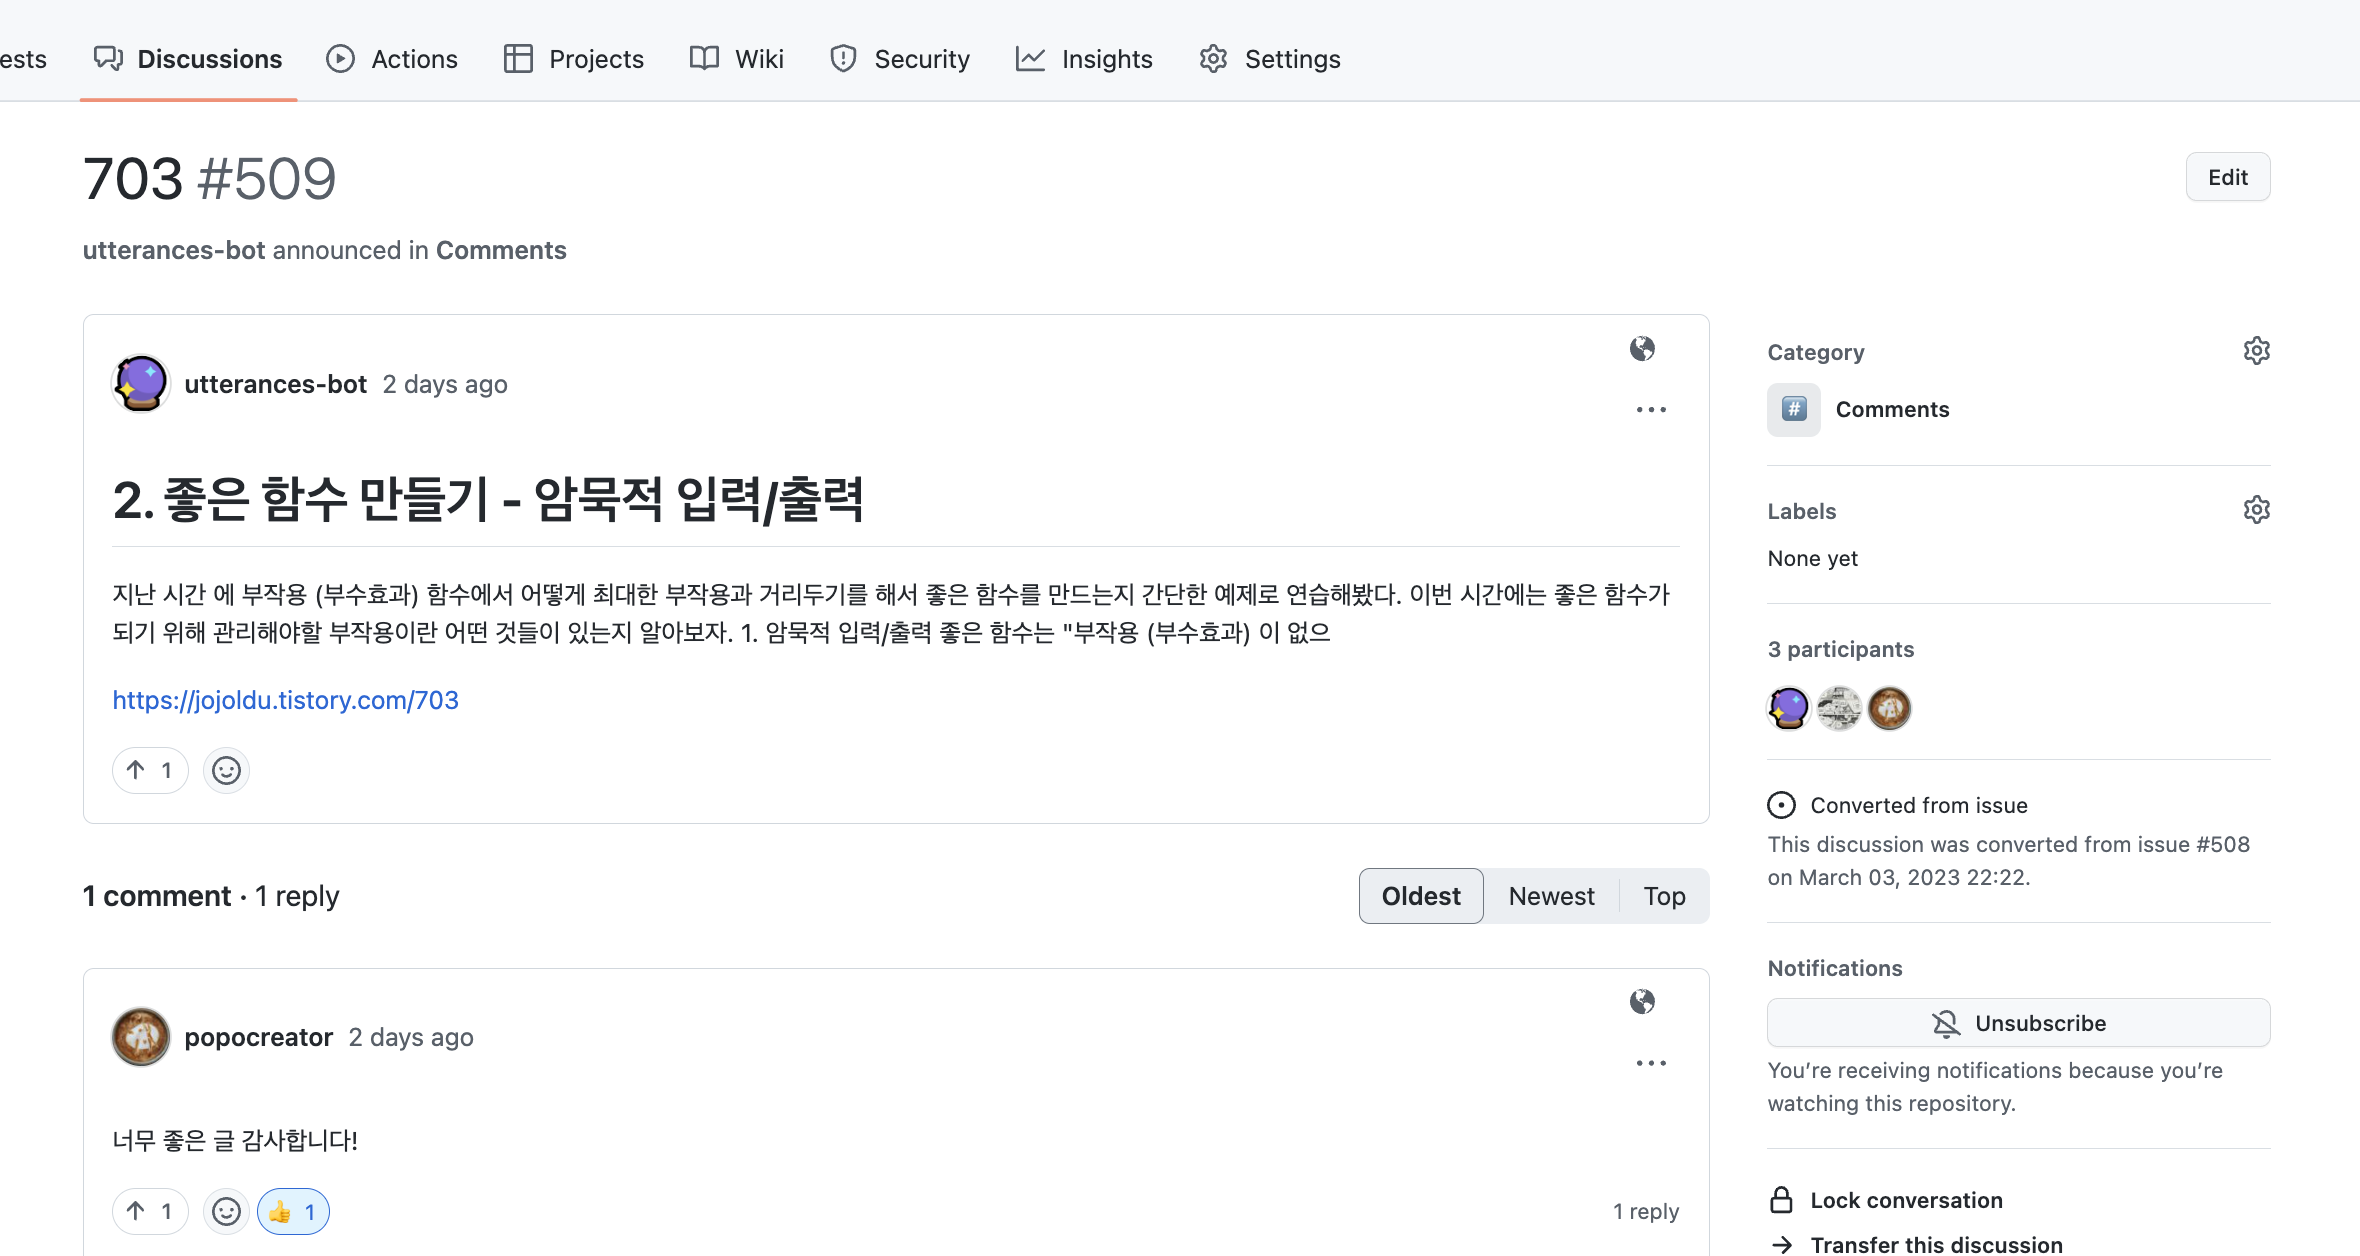 ests Discussions Actions Projects Wiki Security Insights Settings
703 #509
Edit
utterances-bot announced in Comments
utterances-bot 2 days ago
2. 좋은 함수 만들기 - 암묵적 입력/출력
지난 시간 에 부작용 (부수효과) 함수에서 어떻게 최대한 부작용과 거리두기를 해서 좋은 함수를 만드는지 간단한 예제로 연습해봤다. 이번 시간에는 좋은 함수가
되기 위해 관리해야할 부작용이란 어떤 것들이 있는지 알아보자. 1. 암묵적 입력/출력 좋은 함수는 "부작용 (부수효과) 이 없으
https://jojoldu.tistory.com/703
1
1 comment · 1 reply
Oldest Newest Top
popocreator 2 days ago
너무 좋은 글 감사합니다!
1 1 1 reply
Category
# Comments
Labels
None yet
3 participants
Converted from issue
This discussion was converted from issue #508
on March 03, 2023 22:22.
Notifications
Unsubscribe
You're receiving notifications because you're
watching this repository.
Lock conversation
Transfer this discussion